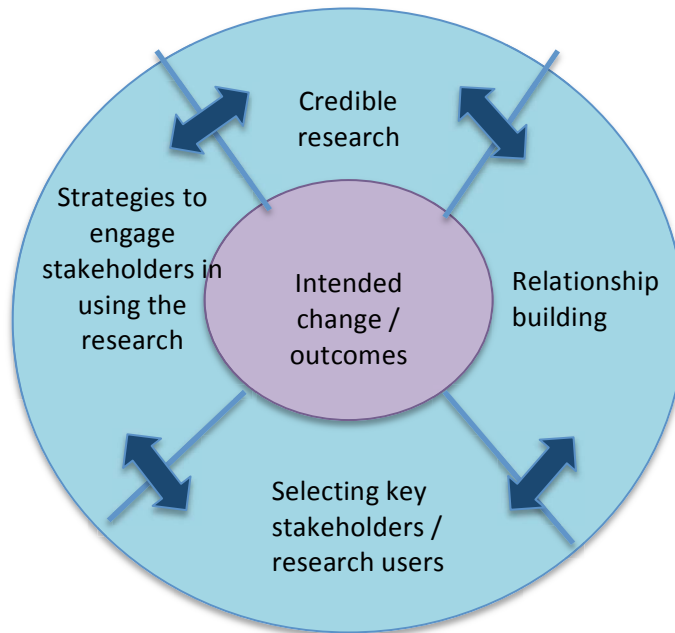 Credible
research
Strategies to
engage
stakeholders in
using the
research
Intended
change /
outcomes
Relationship
building
Selecting key
stakeholders /
research users